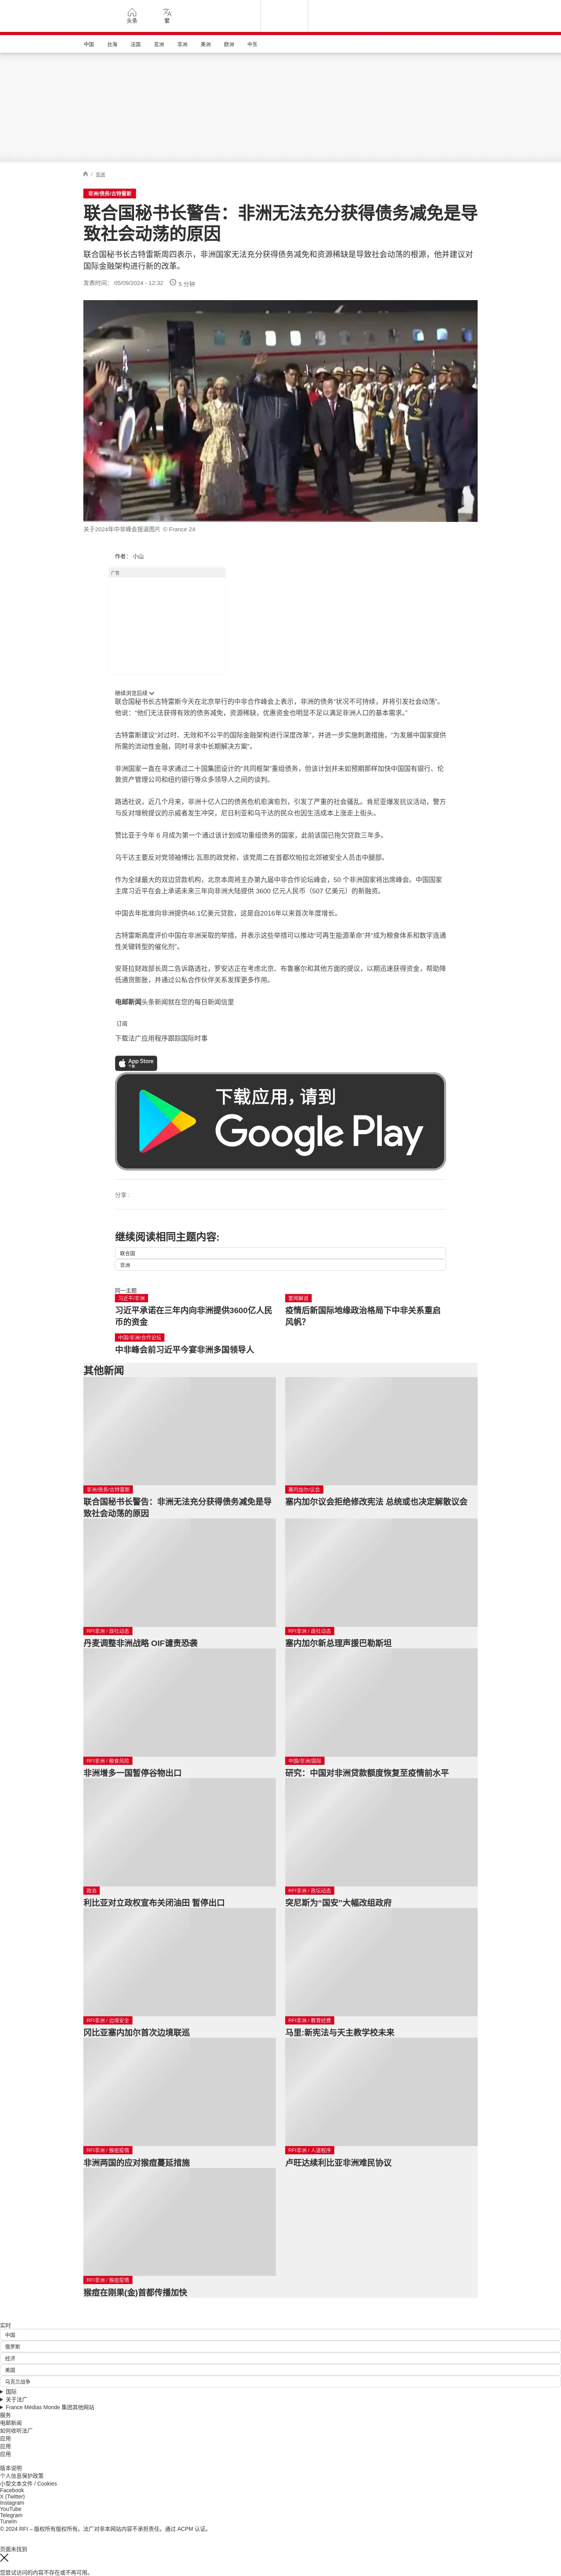 头条
繁
中国
台海
法国
亚洲
非洲
美洲
欧洲
中东
/ 非洲
非洲/债务/古特雷斯
联合国秘书长警告：非洲无法充分获得债务减免是导
致社会动荡的原因
联合国秘书长古特雷斯周四表示，非洲国家无法充分获得债务减免和资源稀缺是导致社会动荡的根源，他并建议对
国际金融架构进行新的改革。
发表时间： 05/09/2024 - 12:32
5 分钟
关于2024年中非峰会报道图片 © France 24
作者： 小山
广告
继续浏览后续
联合国秘书长古特雷斯今天在北京举行的中非合作峰会上表示，非洲的债务“状况不可持续，并将引发社会动荡”。
他说：“他们无法获得有效的债务减免，资源稀缺，优惠资金也明显不足以满足非洲人口的基本需求。”
古特雷斯建议“对过时、无效和不公平的国际金融架构进行深度改革”，并进一步实施刺激措施，“为发展中国家提供
所需的流动性金融，同时寻求中长期解决方案”。
非洲国家一直在寻求通过二十国集团设计的“共同框架”重组债务，但该计划并未如预期那样加快中国国有银行、伦
敦资产管理公司和纽约银行等众多领导人之间的谈判。
路透社说，近几个月来，非洲十亿人口的债务危机愈演愈烈，引发了严重的社会骚乱。肯尼亚爆发抗议活动，警方
与反对增税提议的示威者发生冲突，尼日利亚和乌干达的民众也因生活成本上涨走上街头。
赞比亚于今年 6 月成为第一个通过该计划成功重组债务的国家，此前该国已拖欠贷款三年多。
乌干达主要反对党领袖博比·瓦恩的政党称，该党周二在首都坎帕拉北郊被安全人员击中腿部。
作为全球最大的双边贷款机构，北京本周将主办第九届中非合作论坛峰会，50 个非洲国家将出席峰会。中国国家
主席习近平在会上承诺未来三年向非洲大陆提供 3600 亿元人民币（507 亿美元）的新融资。
中国去年批准向非洲提供46.1亿美元贷款，这是自2016年以来首次年度增长。
古特雷斯高度评价中国在非洲采取的举措，并表示这些举措可以推动“可再生能源革命”并“成为粮食体系和数字连通
性关键转型的催化剂”。
安哥拉财政部长周二告诉路透社，罗安达正在考虑北京、布鲁塞尔和其他方面的提议，以期迅速获得资金，帮助降
低通货膨胀，并通过公私合作伙伴关系发挥更多作用。
电邮新闻头条新闻就在您的每日新闻信里
订阅
下载法广应用程序跟踪国际时事
App Store
下载
下载应用，请到
Google Play
分享 :
继续阅读相同主题内容:
联合国
非洲
同一主题
习近平/非洲
习近平承诺在三年内向非洲提供3600亿人民
币的资金
要闻解说
疫情后新国际地缘政治格局下中非关系重启
风帆?
中国/非洲/合作论坛
中非峰会前习近平今宴非洲多国领导人
其他新闻
非洲/债务/古特雷斯
联合国秘书长警告：非洲无法充分获得债务减免是导
致社会动荡的原因
塞内加尔/议会
塞内加尔议会拒绝修改宪法 总统或也决定解散议会
RFI非洲 / 政社动态
丹麦调整非洲战略 OIF谴责恐袭
RFI非洲 / 政社动态
塞内加尔新总理声援巴勒斯坦
RFI非洲 / 粮食风险
非洲增多一国暂停谷物出口
中国/非洲/国际
研究：中国对非洲贷款额度恢复至疫情前水平
政治
利比亚对立政权宣布关闭油田 暂停出口
RFI非洲 / 政坛动态
突尼斯为“国安”大幅改组政府
RFI非洲 / 边境安全
冈比亚塞内加尔首次边境联巡
RFI非洲 / 教育经费
马里:新宪法与天主教学校未来
RFI非洲 / 猴痘疫情
非洲两国的应对猴痘蔓延措施
RFI非洲 / 人道程序
卢旺达续利比亚非洲难民协议
RFI非洲 / 猴痘疫情
猴痘在刚果(金)首都传播加快
实时
中国
俄罗斯
经济
美国
乌克兰战争
国际
关于法广
France Médias Monde 集团其他网站
服务
电邮新闻
如何收听法广
应用
应用
应用
版本说明
个人信息保护政策
小型文本文件 / Cookies
Facebook
X (Twitter)
Instagram
YouTube
Telegram
TuneIn
© 2024 RFI – 版权所有版权所有。法广对非本网站内容不承担责任。通过 ACPM 认证。
页面未找到
您尝试访问的内容不存在或不再可用。